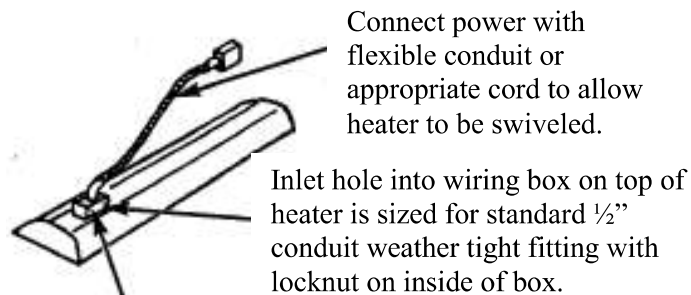 Connect power with
flexible conduit or
appropriate cord to allow
heater to be swiveled.
Inlet hole into wiring box on top of
heater is sized for standard ½”
conduit weather tight fitting with
locknut on inside of box.